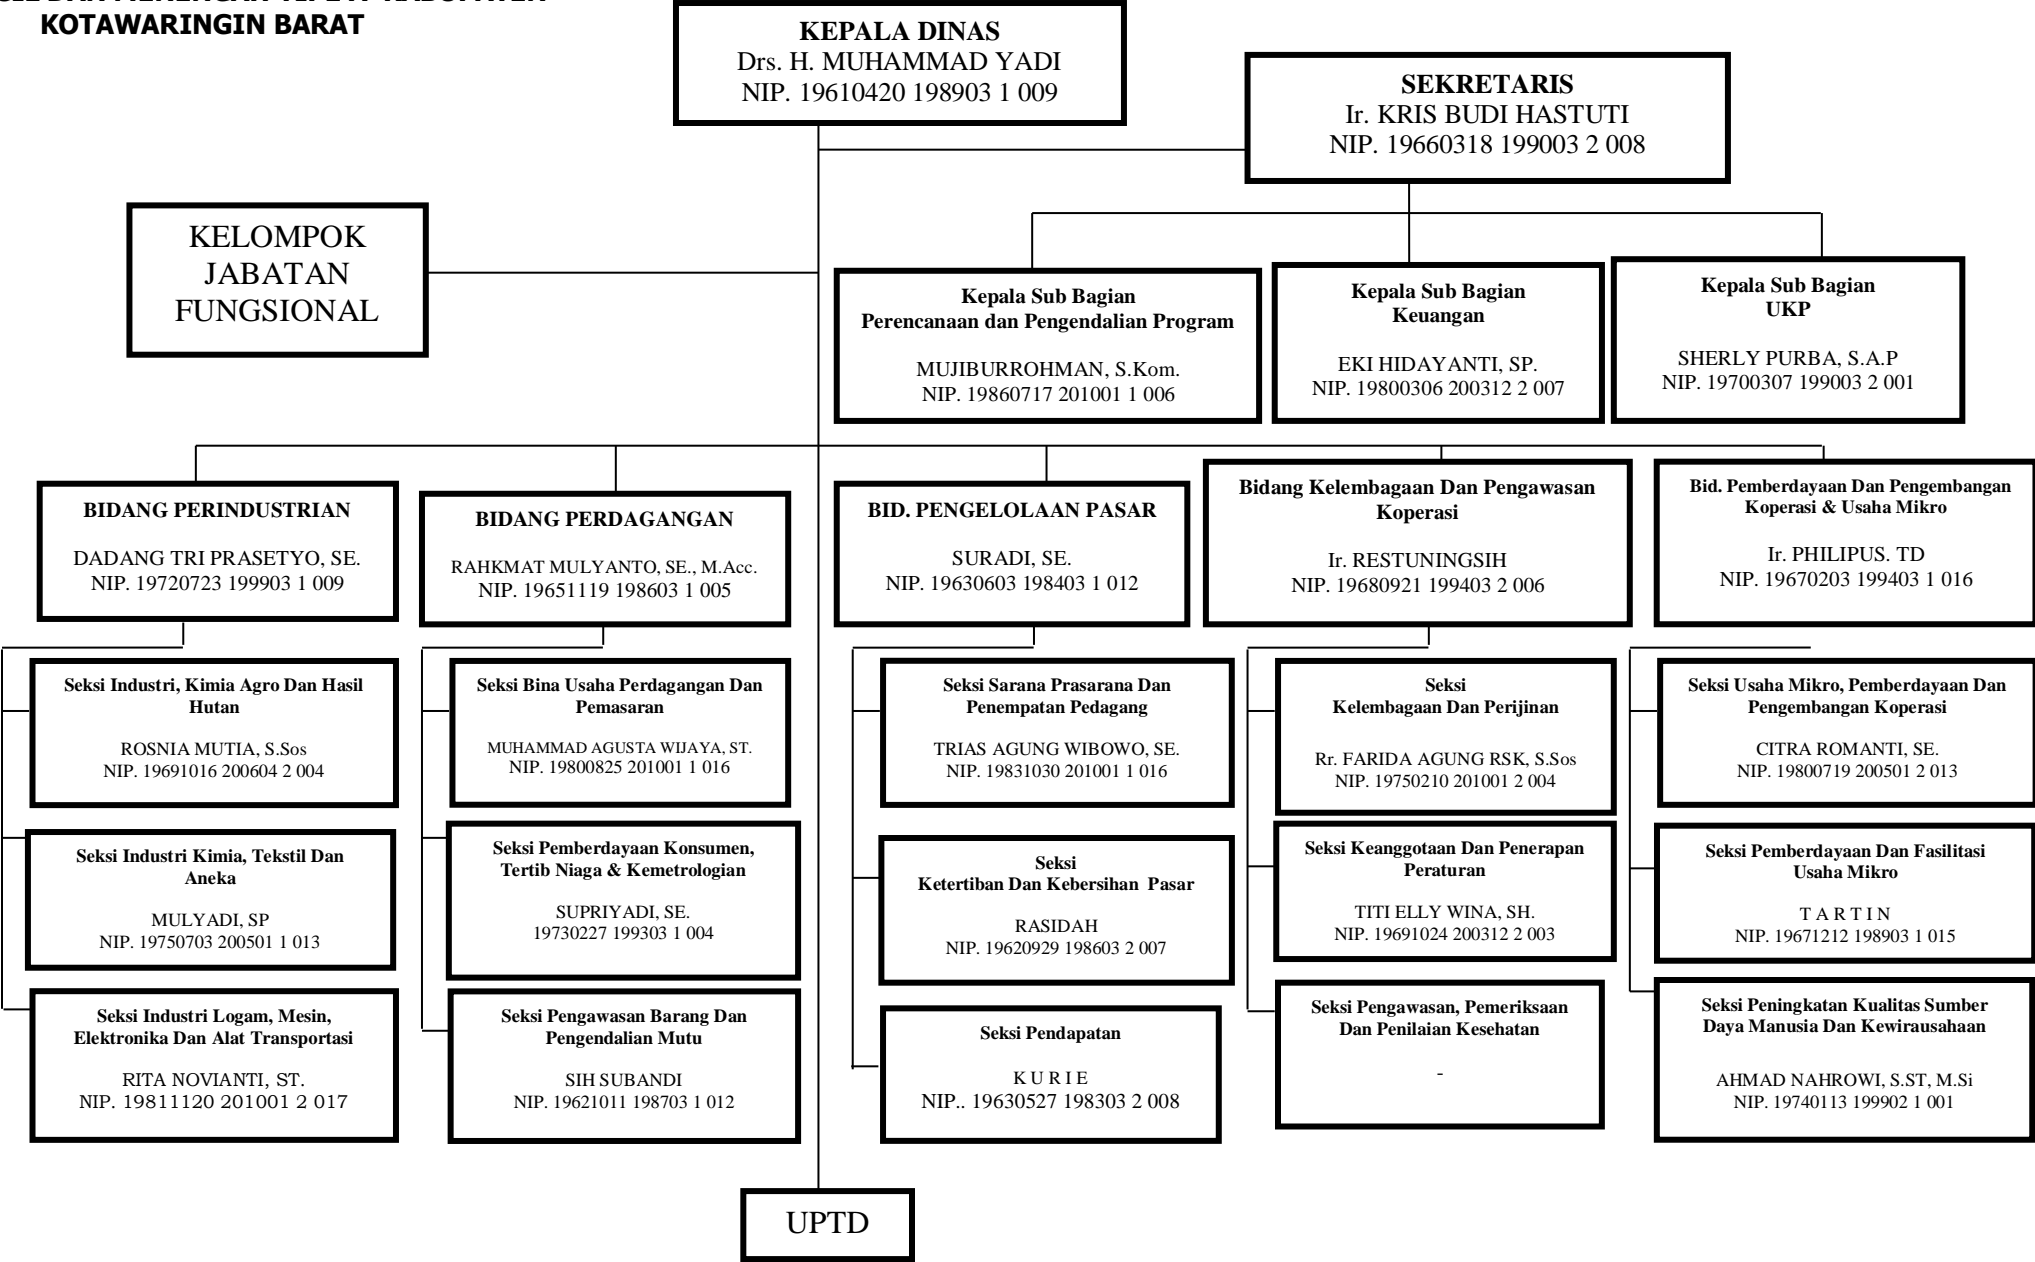 KOTAWARINGIN BARAT
KEPALA DINAS
Drs. H. MUHAMMAD YADI
NIP. 19610420 198903 1 009
SEKRETARIS
Ir. KRIS BUDI HASTUTI
NIP. 19660318 199003 2 008
KELOMPOK
JABATAN
FUNGSIONAL
Kepala Sub Bagian
Perencanaan dan Pengendalian Program
MUJIBURROHMAN, S.Kom.
NIP. 19860717 201001 1 006
Kepala Sub Bagian
Keuangan
EKI HIDAYANTI, SP.
NIP. 19800306 200312 2 007
Kepala Sub Bagian
UKP
SHERLY PURBA, S.A.P
NIP. 19700307 199003 2 001
BIDANG PERINDUSTRIAN
DADANG TRI PRASETYO, SE.
NIP. 19720723 199903 1 009
BIDANG PERDAGANGAN
RAHKMAT MULYANTO, SE., M.Acc.
NIP. 19651119 198603 1 005
BID. PENGELOLAAN PASAR
SURADI, SE.
NIP. 19630603 198403 1 012
Bidang Kelembagaan Dan Pengawasan
Koperasi
Ir. RESTUNINGSIH
NIP. 19680921 199403 2 006
Bid. Pemberdayaan Dan Pengembangan
Koperasi & Usaha Mikro
Ir. PHILIPUS. TD
NIP. 19670203 199403 1 016
Seksi Industri, Kimia Agro Dan Hasil
Hutan
ROSNIA MUTIA, S.Sos
NIP. 19691016 200604 2 004
Seksi Bina Usaha Perdagangan Dan
Pemasaran
MUHAMMAD AGUSTA WIJAYA, ST.
NIP. 19800825 201001 1 016
Seksi Sarana Prasarana Dan
Penempatan Pedagang
TRIAS AGUNG WIBOWO, SE.
NIP. 19831030 201001 1 016
Seksi
Kelembagaan Dan Perijinan
Rr. FARIDA AGUNG RSK, S.Sos
NIP. 19750210 201001 2 004
Seksi Usaha Mikro, Pemberdayaan Dan
Pengembangan Koperasi
CITRA ROMANTI, SE.
NIP. 19800719 200501 2 013
Seksi Industri Kimia, Tekstil Dan
Aneka
MULYADI, SP
NIP. 19750703 200501 1 013
Seksi Pemberdayaan Konsumen,
Tertib Niaga & Kemetrologian
SUPRIYADI, SE.
19730227 199303 1 004
Seksi
Ketertiban Dan Kebersihan Pasar
RASIDAH
NIP. 19620929 198603 2 007
Seksi Keanggotaan Dan Penerapan
Peraturan
TITI ELLY WINA, SH.
NIP. 19691024 200312 2 003
Seksi Pemberdayaan Dan Fasilitasi
Usaha Mikro
T A R T I N
NIP. 19671212 198903 1 015
Seksi Industri Logam, Mesin,
Elektronika Dan Alat Transportasi
RITA NOVIANTI, ST.
NIP. 19811120 201001 2 017
Seksi Pengawasan Barang Dan
Pengendalian Mutu
SIH SUBANDI
NIP. 19621011 198703 1 012
Seksi Pendapatan
K U R I E
NIP.. 19630527 198303 2 008
Seksi Pengawasan, Pemeriksaan
Dan Penilaian Kesehatan
-
Seksi Peningkatan Kualitas Sumber
Daya Manusia Dan Kewirausahaan
AHMAD NAHROWI, S.ST, M.Si
NIP. 19740113 199902 1 001
UPTD